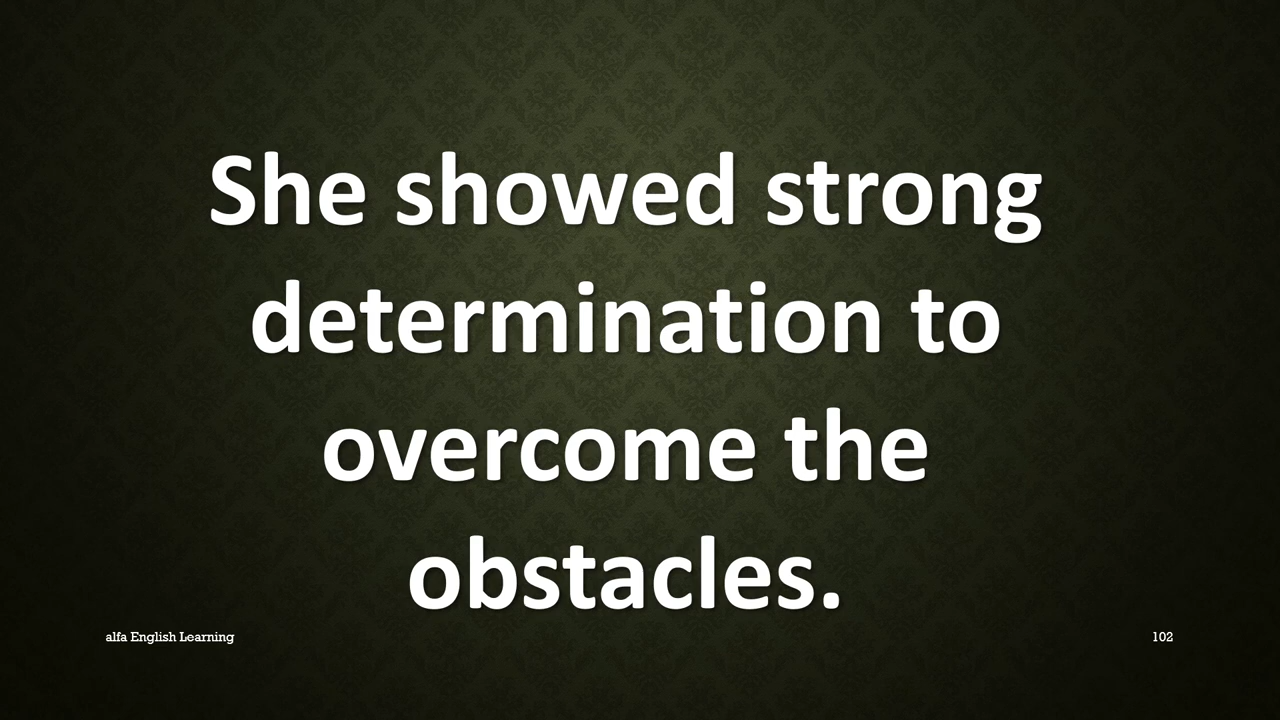 She showed strong
determination to
overcome the
obstacles.
alfa English Learning
102